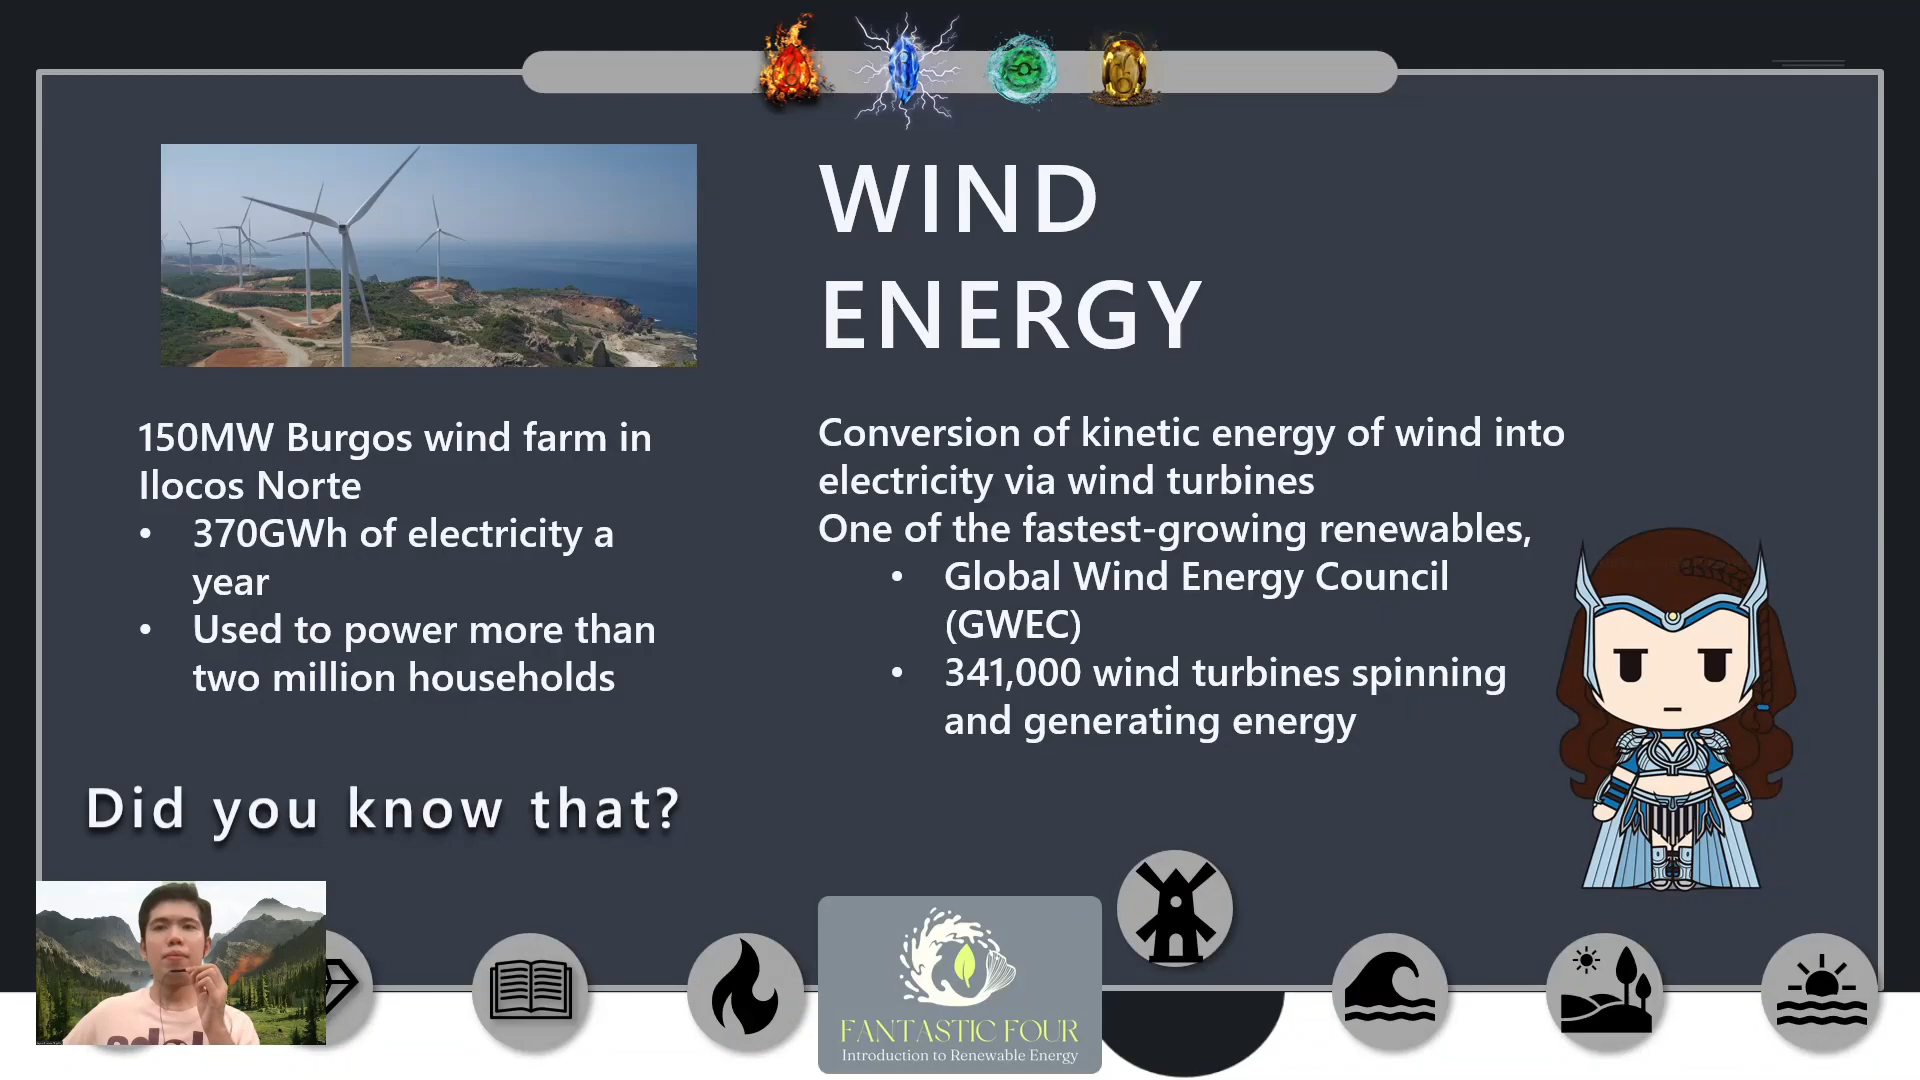 WIND
ENERGY
150MW Burgos wind farm in
Ilocos Norte
• 370GWh of electricity a
year
• Used to power more than
two million households
Conversion of kinetic energy of wind into
electricity via wind turbines
One of the fastest-growing renewables,
• Global Wind Energy Council
(GWEC)
• 341,000 wind turbines spinning
and generating energy
Did you know that?
FANTASTIC FOUR
Introduction to Renewable Energy